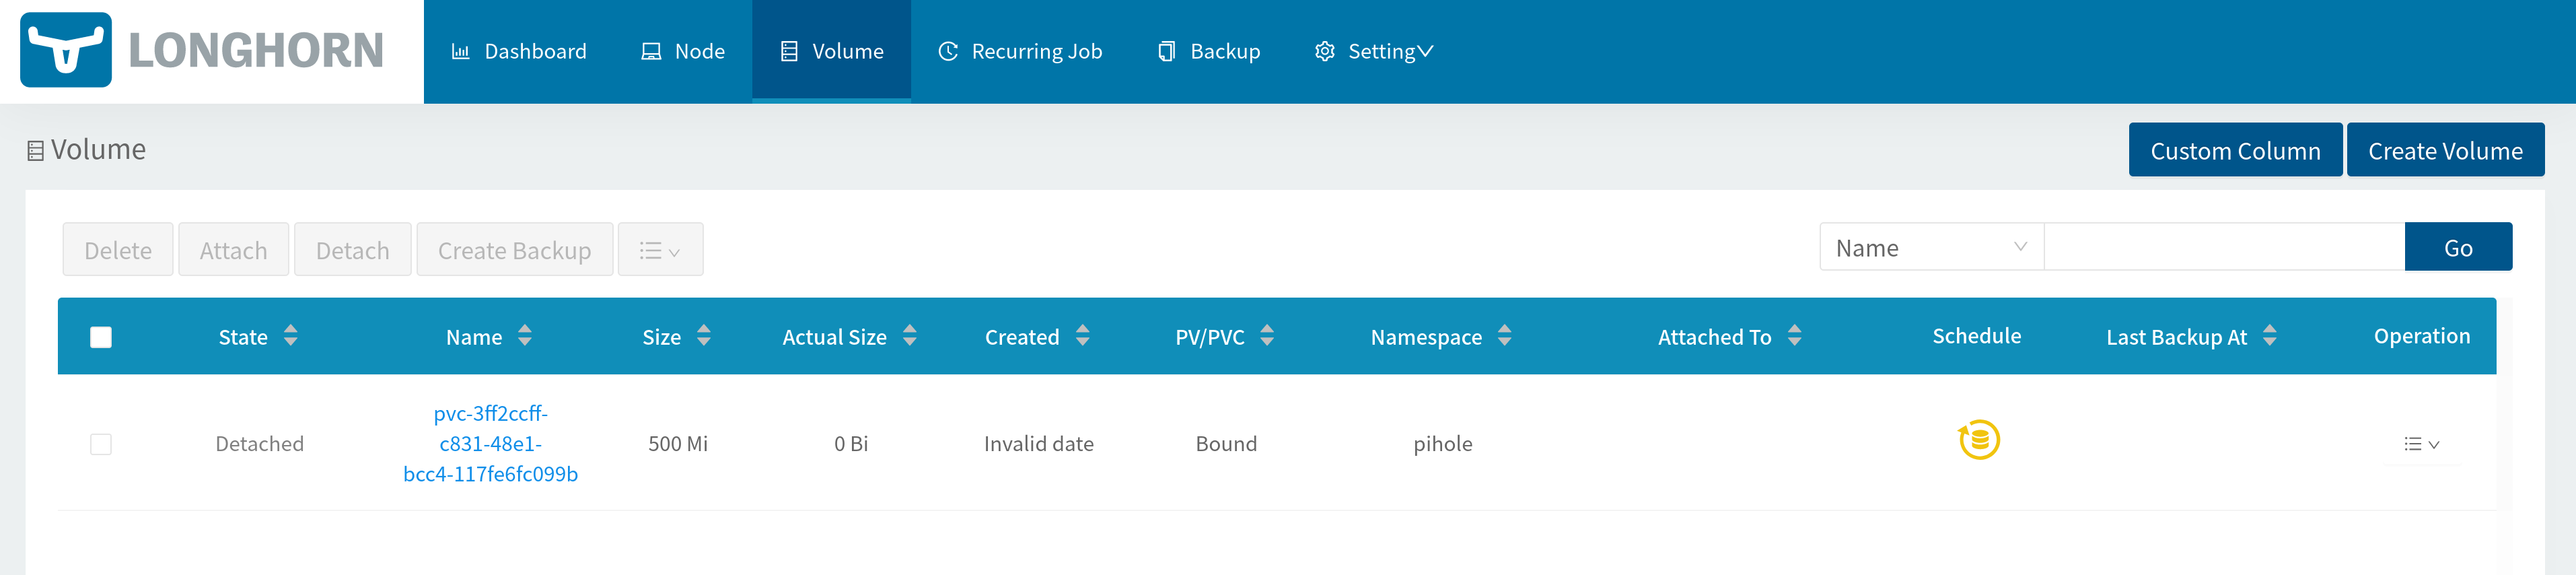 LONGHORN
Dashboard Node Volume Recurring Job Backup Setting
Volume
Custom Column Create Volume
Delete Attach Detach Create Backup
Name Go
State Name Size Actual Size Created PV/PVC Namespace Attached To Schedule Last Backup At Operation
pvc-3ff2ccff-
Detached c831-48e1- 500 Mi 0 Bi Invalid date Bound pihole
bcc4-117fe6fc099b